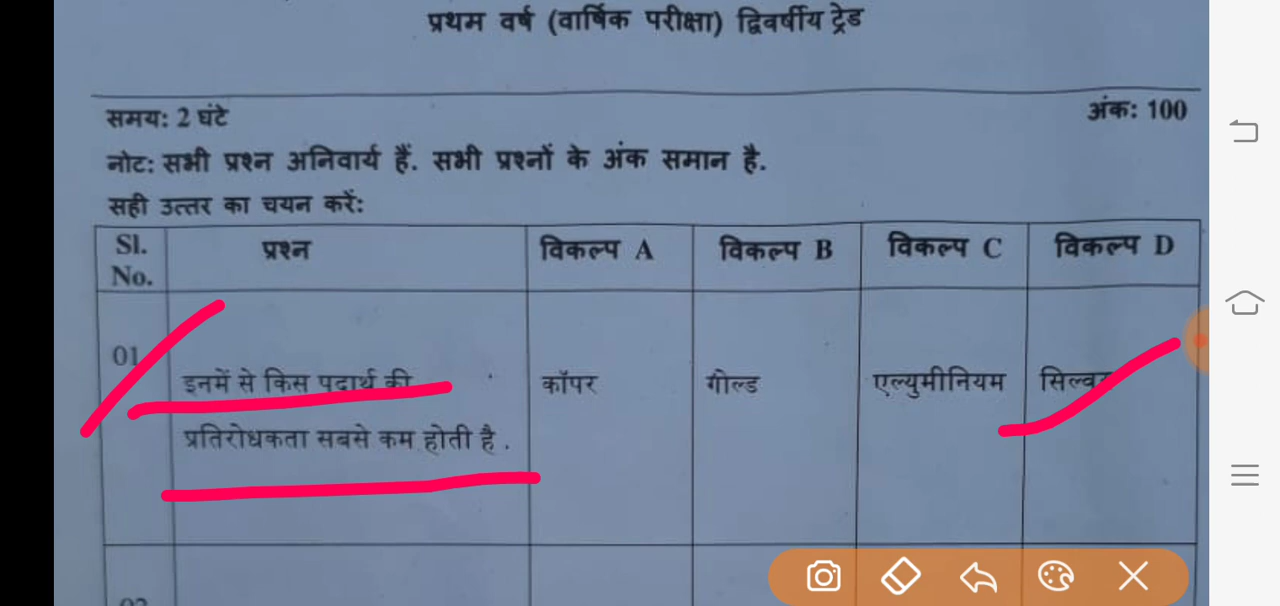 प्रथम वर्ष (वार्षिक परीक्षा) द्विवर्षीय ट्रेड
समय: 2 घंटे अंक: 100
नोट: सभी प्रश्न अनिवार्य हैं. सभी प्रश्नों के अंक समान है.
सही उत्तर का चयन करें:
Sl. No. प्रश्न विकल्प A विकल्प B विकल्प C विकल्प D
01 इनमें से किस पदार्थ की कॉपर गोल्ड एल्युमीनियम सिल्वर
प्रतिरोधकता सबसे कम होती है .